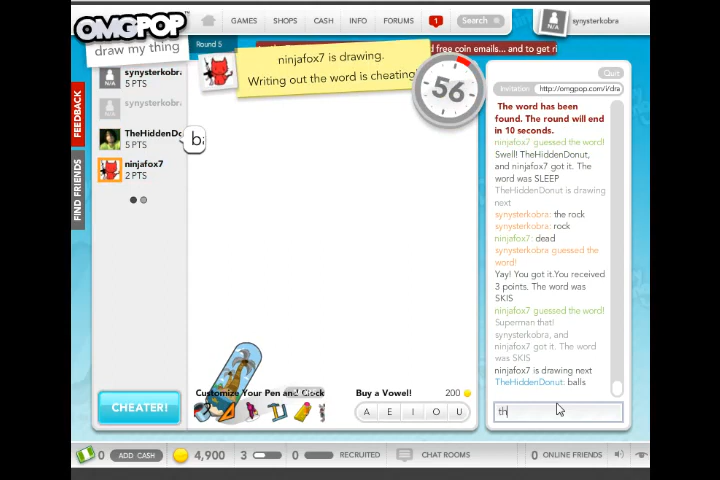 OMGPOP
GAMES SHOPS CASH INFO FORUMS 1 Search N/A synysterkobra
draw my thing
Round 5
free coin emails... and to get ri
ninjafox7 is drawing.
Writing out the word is cheating!
56
FEEDBACK
FIND FRIENDS
N/A synysterkobra
5 PTS
N/A synysterkobra
TheHiddenDo
5 PTS
ba
ninjafox7
2 PTS
Quit
Invitation http://omgpop.com/i/dra
The word has been
found. The round will end
in 10 seconds.
ninjafox7 guessed the word!
Swell! TheHiddenDonut,
and ninjafox7 got it. The
word was SLEEP
TheHiddenDonut is drawing
next
synysterkobra: the rock
synysterkobra: rock
ninjafox7: dead
synysterkobra guessed the
word!
Yay! You got it.You received
3 points. The word was
SKIS
ninjafox7 guessed the word!
Superman that!
synysterkobra, and
ninjafox7 got it. The word
was SKIS
ninjafox7 is drawing next
TheHiddenDonut: balls
th
Customize Your Pen and Clock
Buy a Vowel! 200
A E I O U
CHEATER!
0 ADD CASH 4,900 3 0 RECRUITED CHAT ROOMS 0 ONLINE FRIENDS